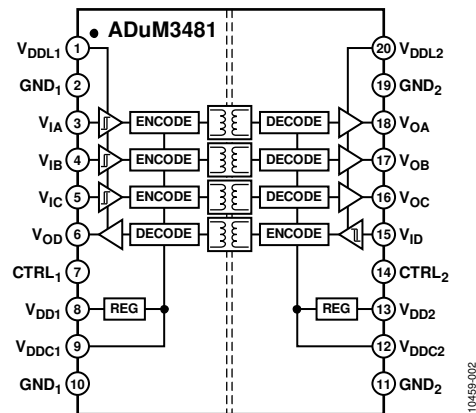 ADuM3481
VDDL1 1 20 VDDL2
GND1 2 19 GND2
VIA 3 ENCODE DECODE 18 VOA
VIB 4 ENCODE DECODE 17 VOB
VIC 5 ENCODE DECODE 16 VOC
VOD 6 DECODE ENCODE 15 VID
CTRL1 7 14 CTRL2
VDD1 8 REG REG 13 VDD2
VDDC1 9 12 VDDC2
GND1 10 11 GND2
10459-002